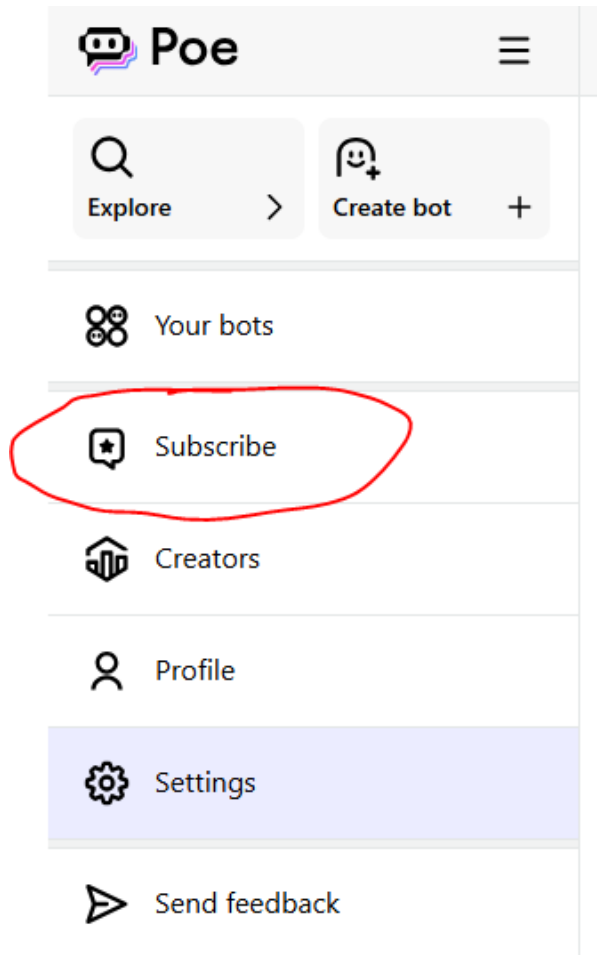 Poe
Explore
Create bot
Your bots
Subscribe
Creators
Profile
Settings
Send feedback